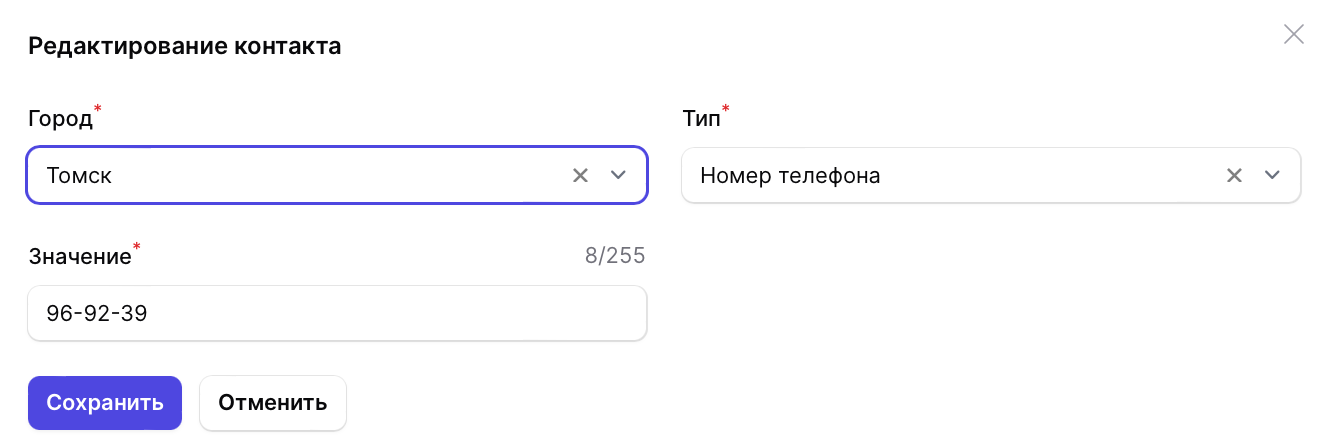 Редактирование контакта
Город*
Тип*
Томск
Номер телефона
Значение*
8/255
96-92-39
Сохранить
Отменить